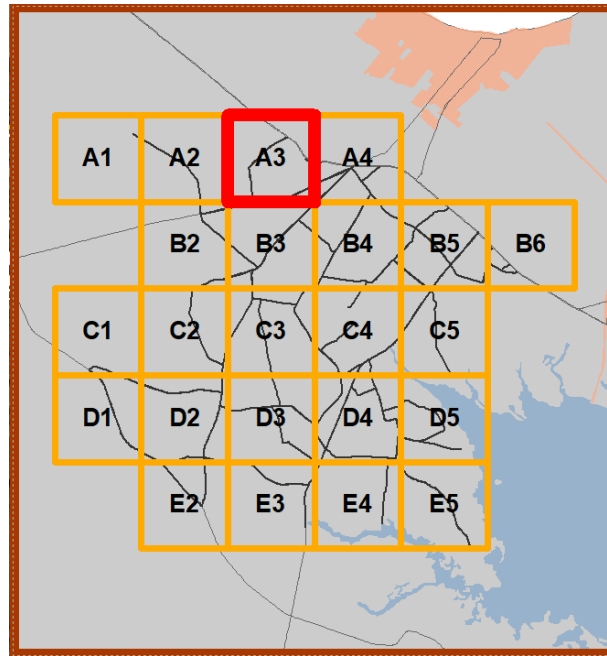 A1 A2 A3 A4
B2 B3 B4 B5 B6
C1 C2 C3 C4 C5
D1 D2 D3 D4 D5
E2 E3 E4 E5